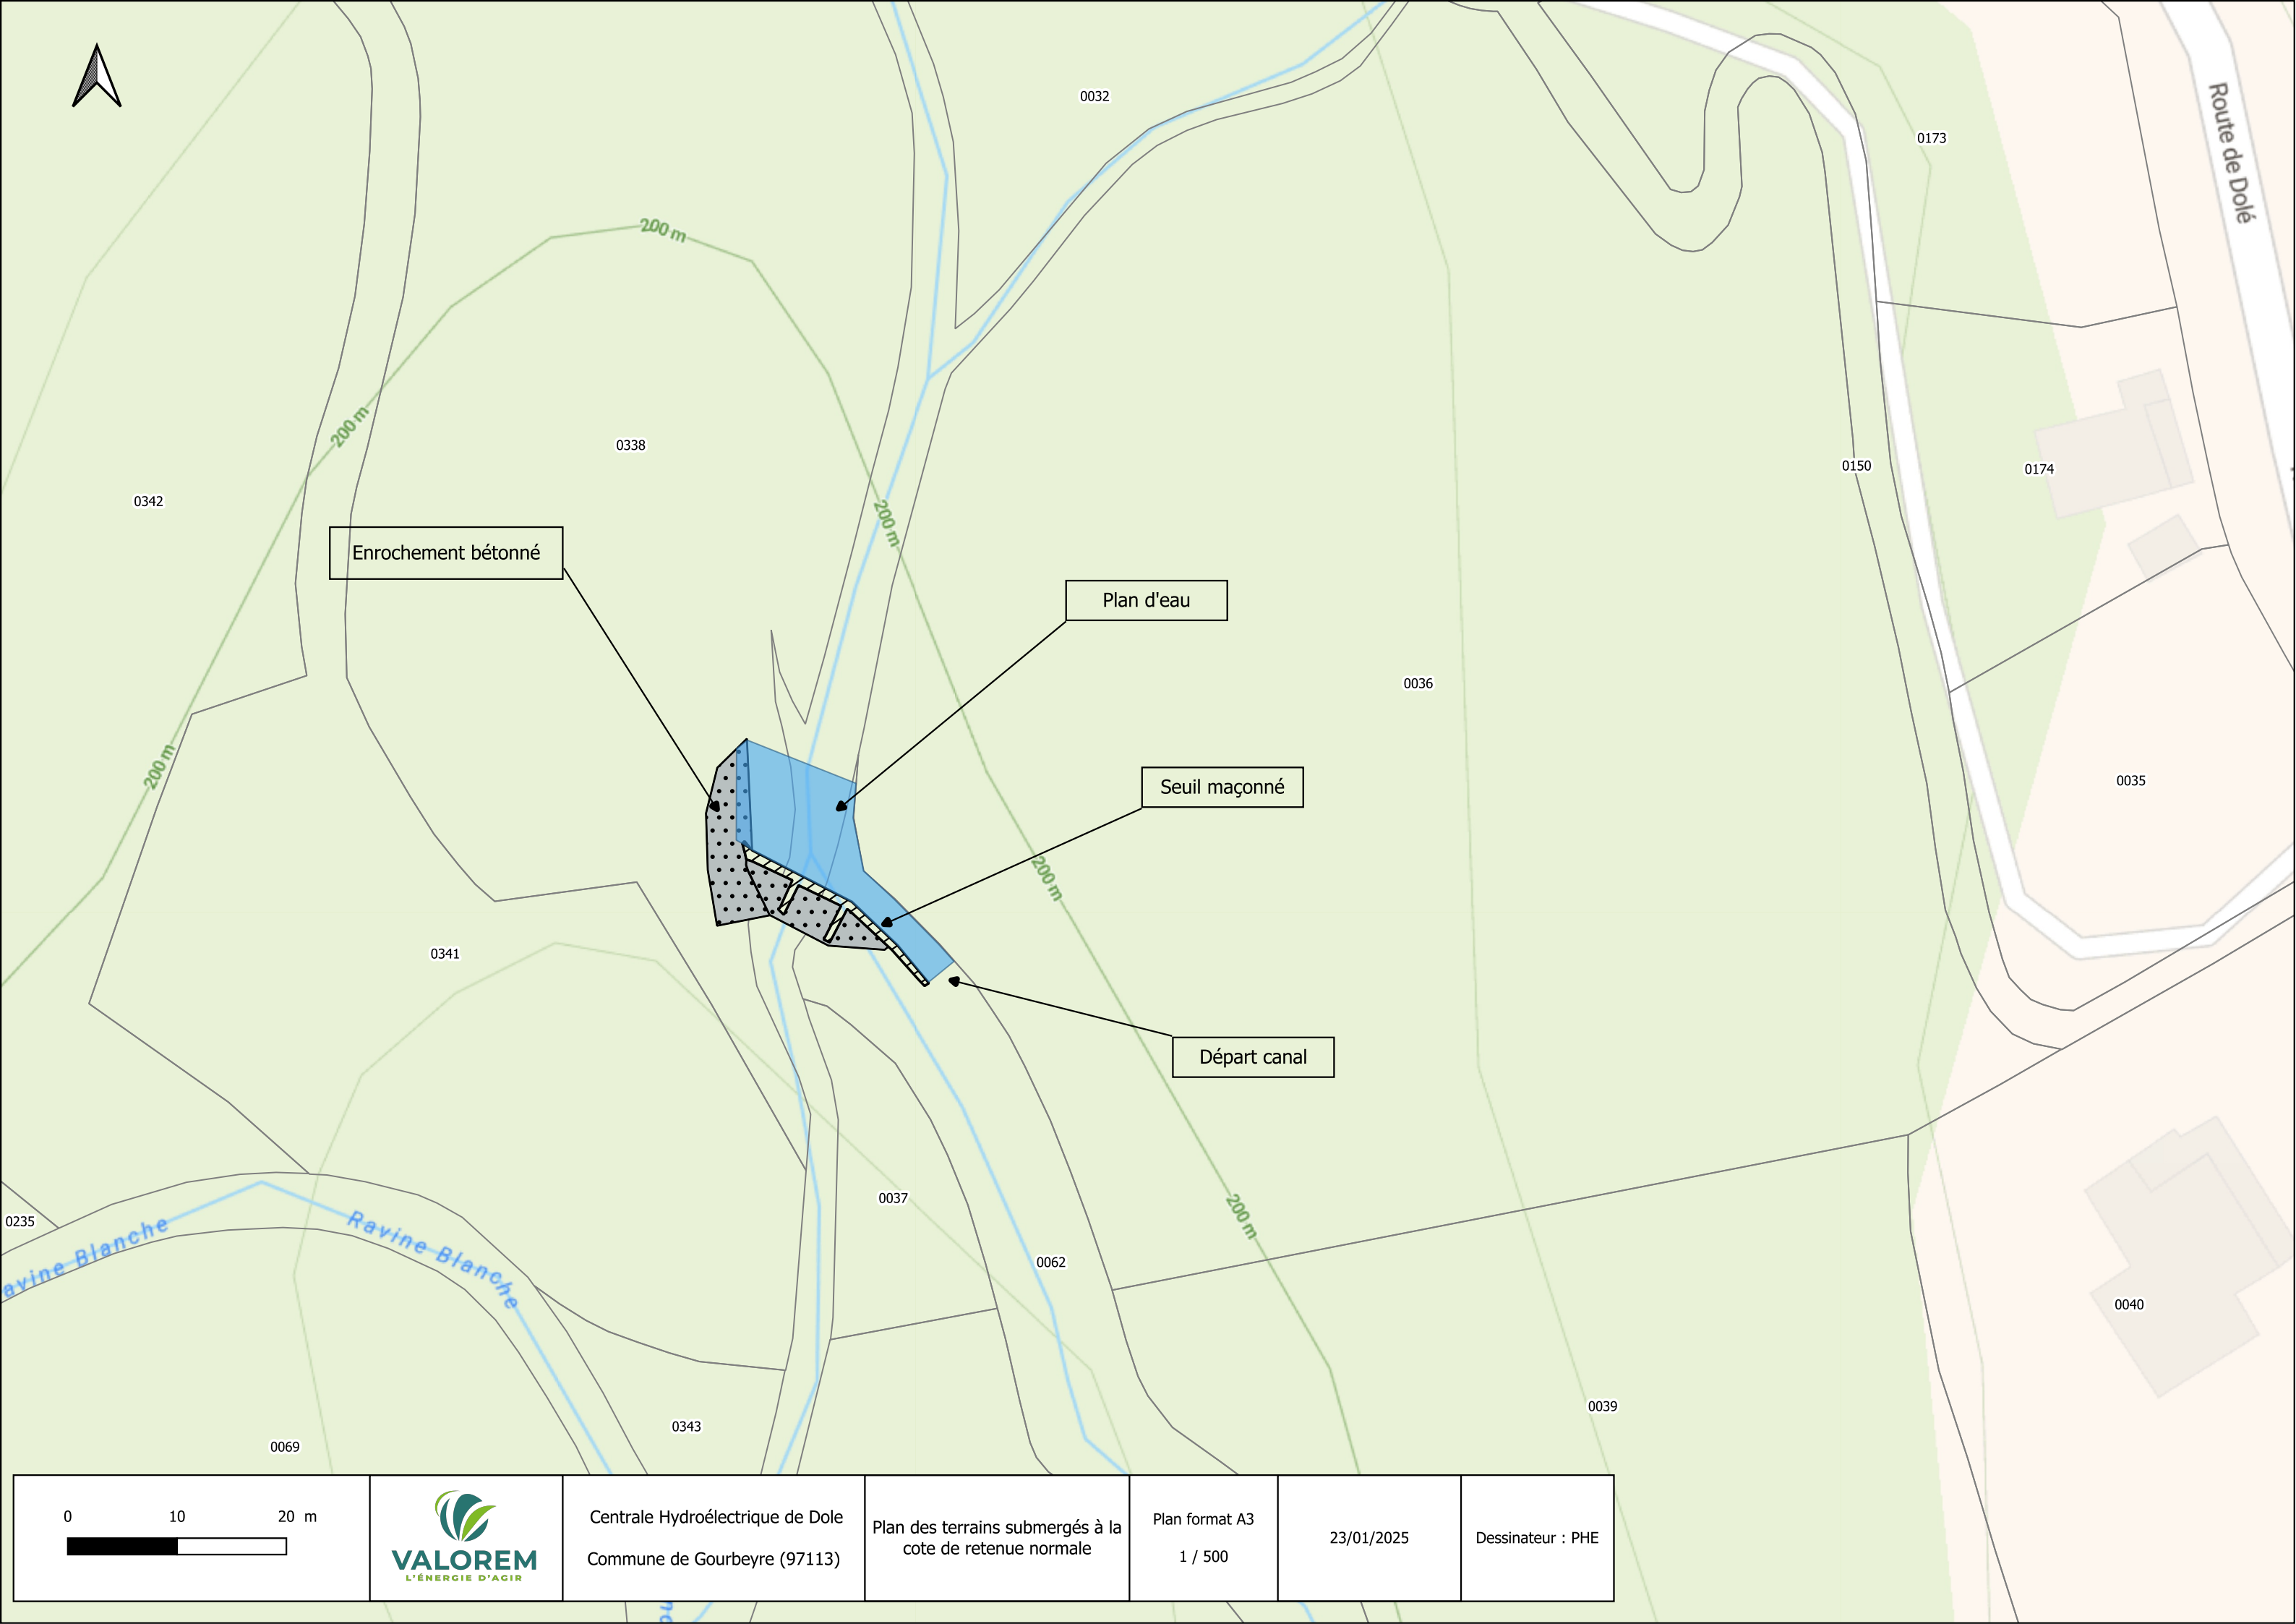 0032
0173
Route de Dolé
200 m
200 m
0338
0342
0150
0174
200 m
Enrochement bétonné
Plan d'eau
0036
200 m
Seuil maçonné
0035
200 m
0341
Départ canal
0037
200 m
0235
avine Blanche
Ravine Blanche
0062
0040
0039
0343
0069
0 10 20 m
VALOREM
L'ÉNERGIE D'AGIR
Centrale Hydroélectrique de Dole
Commune de Gourbeyre (97113)
Plan des terrains submergés à la
cote de retenue normale
Plan format A3
1 / 500
23/01/2025
Dessinateur : PHE